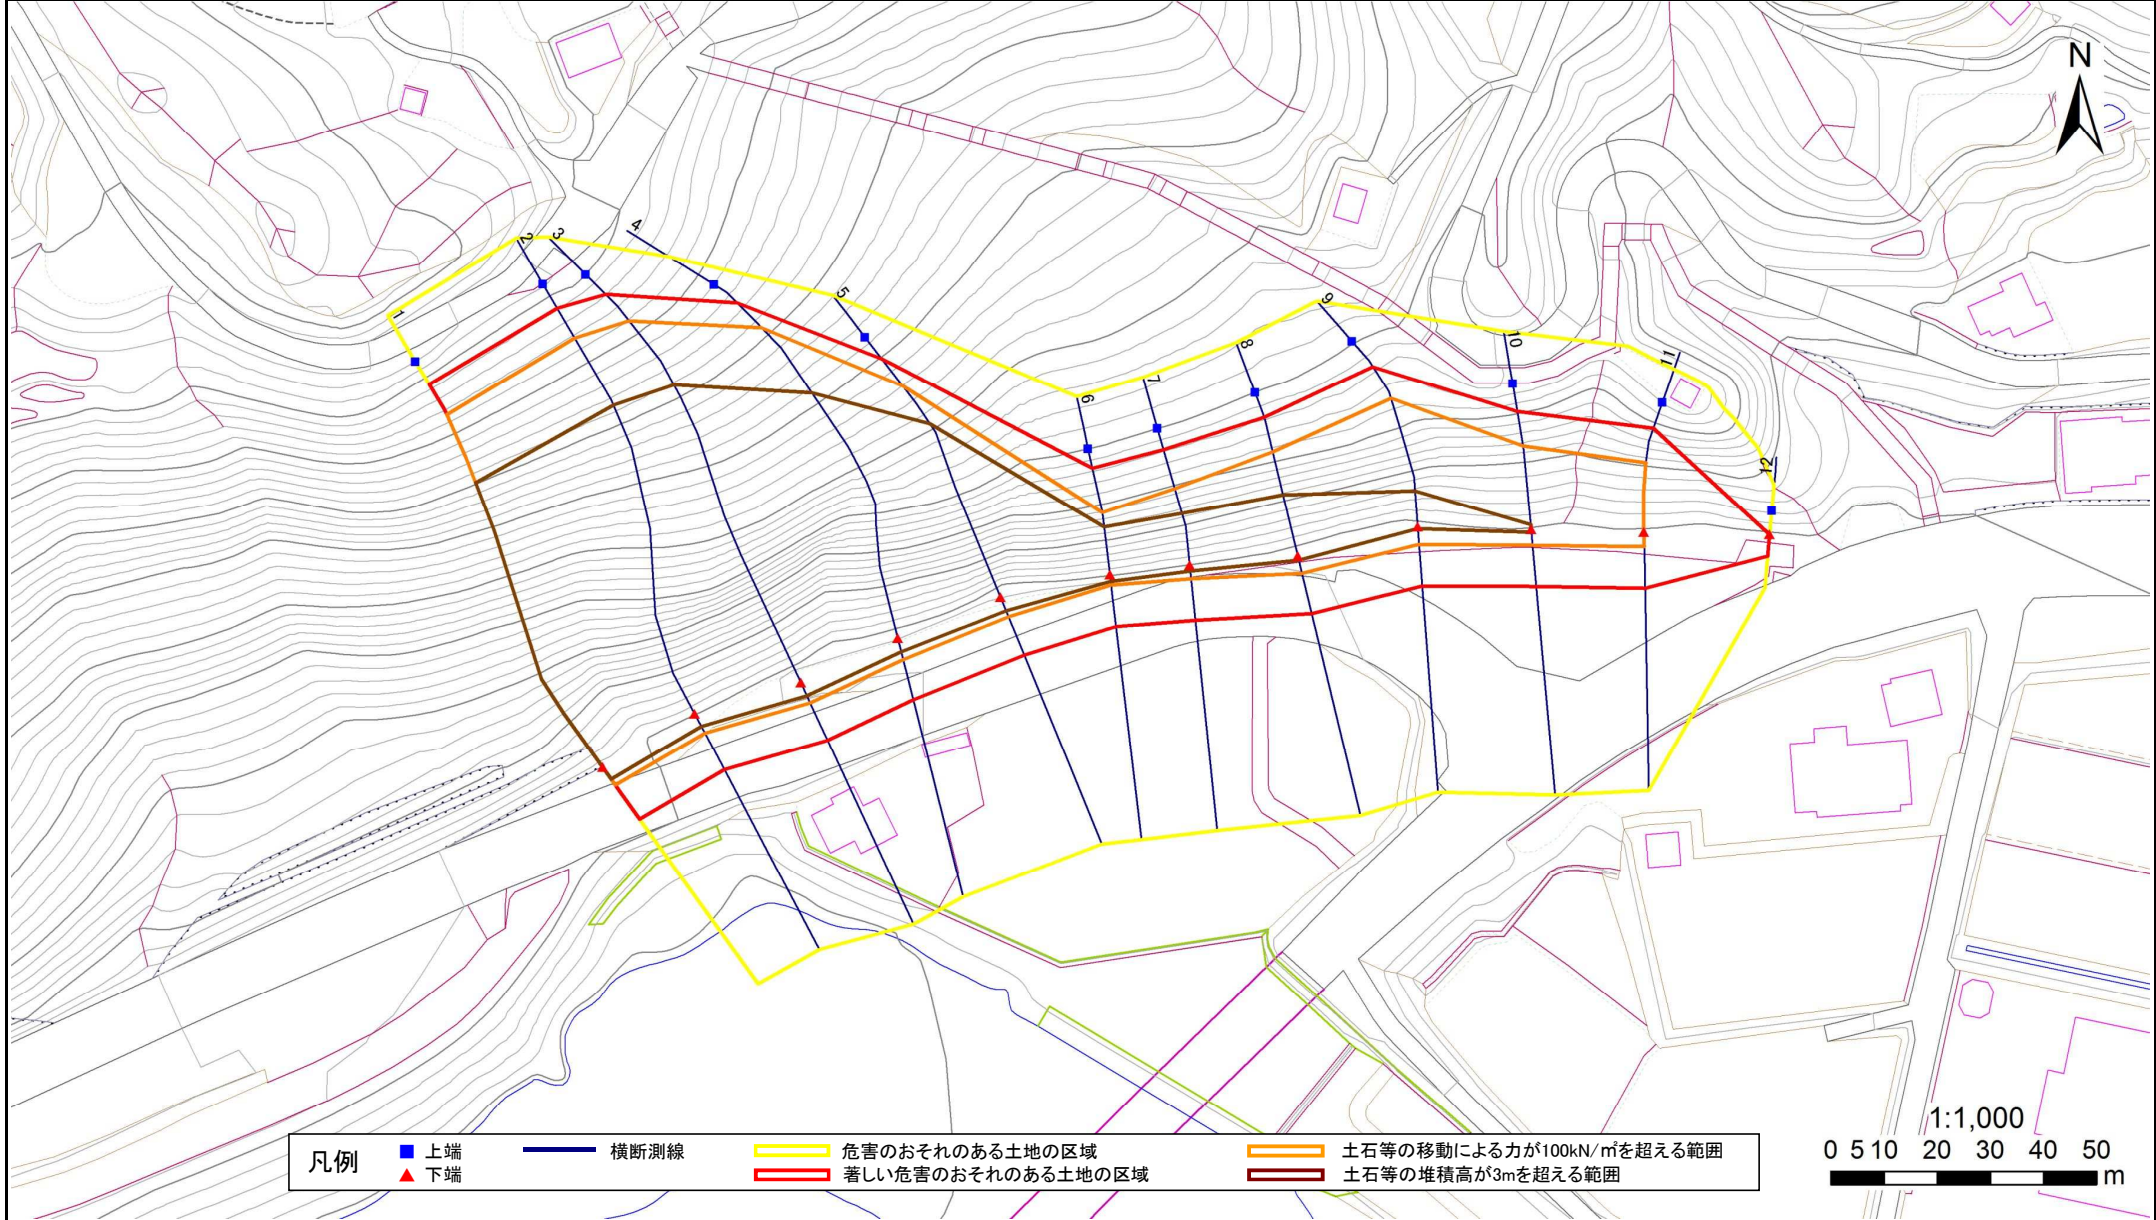 N
1
2
3
4
5
6
7
8
9
10
11
12
凡例
上端
下端
横断測線
危害のおそれのある土地の区域
著しい危害のおそれのある土地の区域
土石等の移動による力が100kN/㎡を超える範囲
土石等の堆積高が3mを超える範囲
1:1,000
0 5 10 20 30 40 50
m